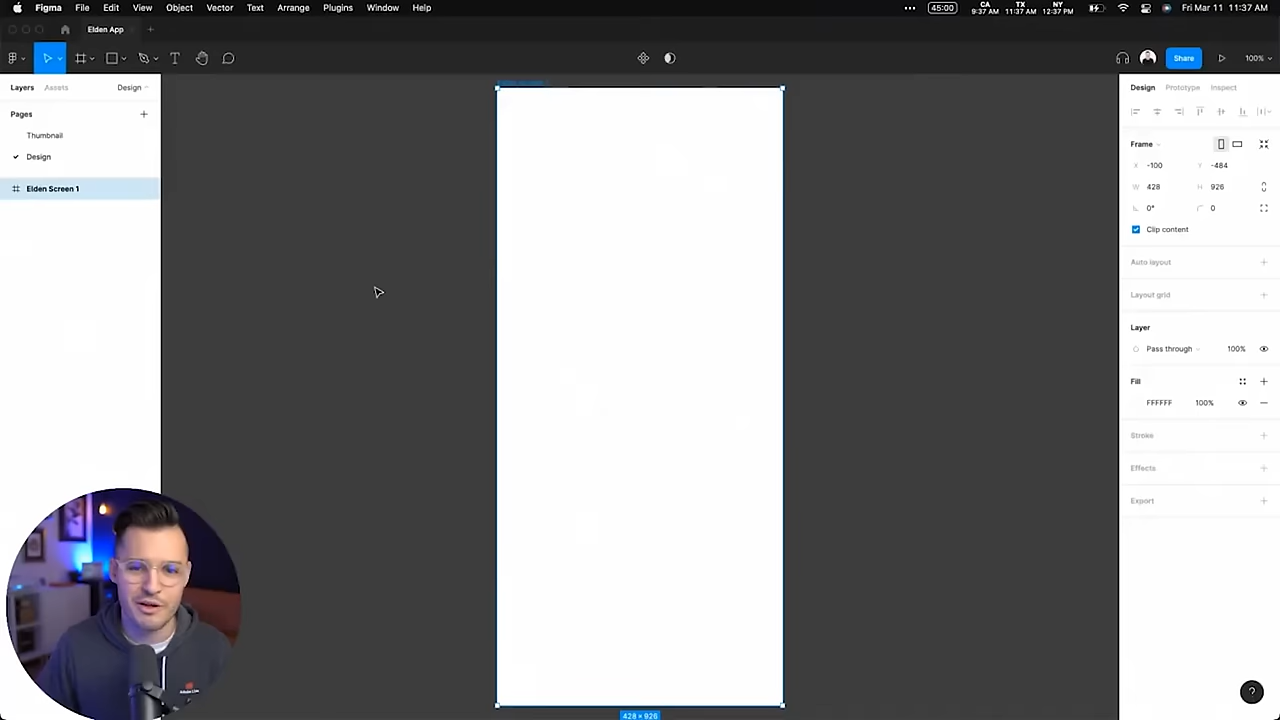 Figma File Edit View Object Vector Text Arrange Plugins Window Help
45:00
CA TX NY
9:37 AM 11:37 AM 12:37 PM
Fri Mar 11 11:37 AM
Elden App
Share
100%
Layers Assets Design
Pages
Thumbnail
Design
Elden Screen 1
428 × 926
Design Prototype Inspect
Frame
X -100 Y -484
W 428 H 926
0° 0
Clip content
Auto layout
Layout grid
Layer
Pass through 100%
Fill
FFFFFF 100%
Stroke
Effects
Export
?